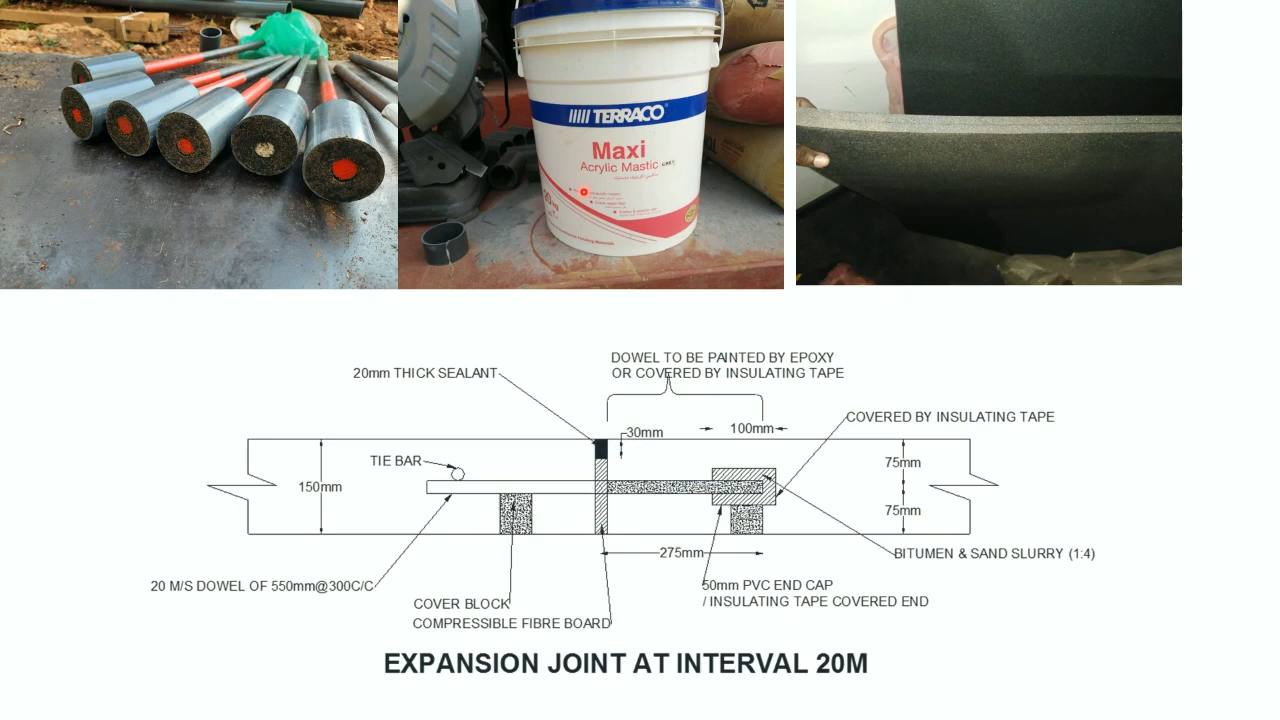 TERRACO
Maxi
Acrylic Mastic GREY
20 kg
DOWEL TO BE PAINTED BY EPOXY
OR COVERED BY INSULATING TAPE
20mm THICK SEALANT
COVERED BY INSULATING TAPE
30mm
100mm
TIE BAR
75mm
150mm
75mm
275mm
BITUMEN & SAND SLURRY (1:4)
20 M/S DOWEL OF 550mm@300C/C
50mm PVC END CAP
/ INSULATING TAPE COVERED END
COVER BLOCK
COMPRESSIBLE FIBRE BOARD
EXPANSION JOINT AT INTERVAL 20M